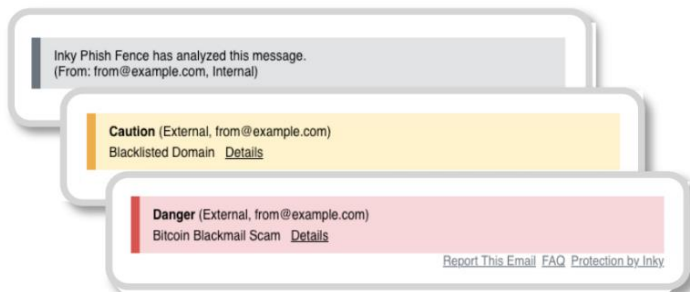 Inky Phish Fence has analyzed this message.
(From: from@example.com, Internal)
Caution (External, from@example.com)
Blacklisted Domain Details
Danger (External, from@example.com)
Bitcoin Blackmail Scam Details
Report This Email FAQ Protection by Inky